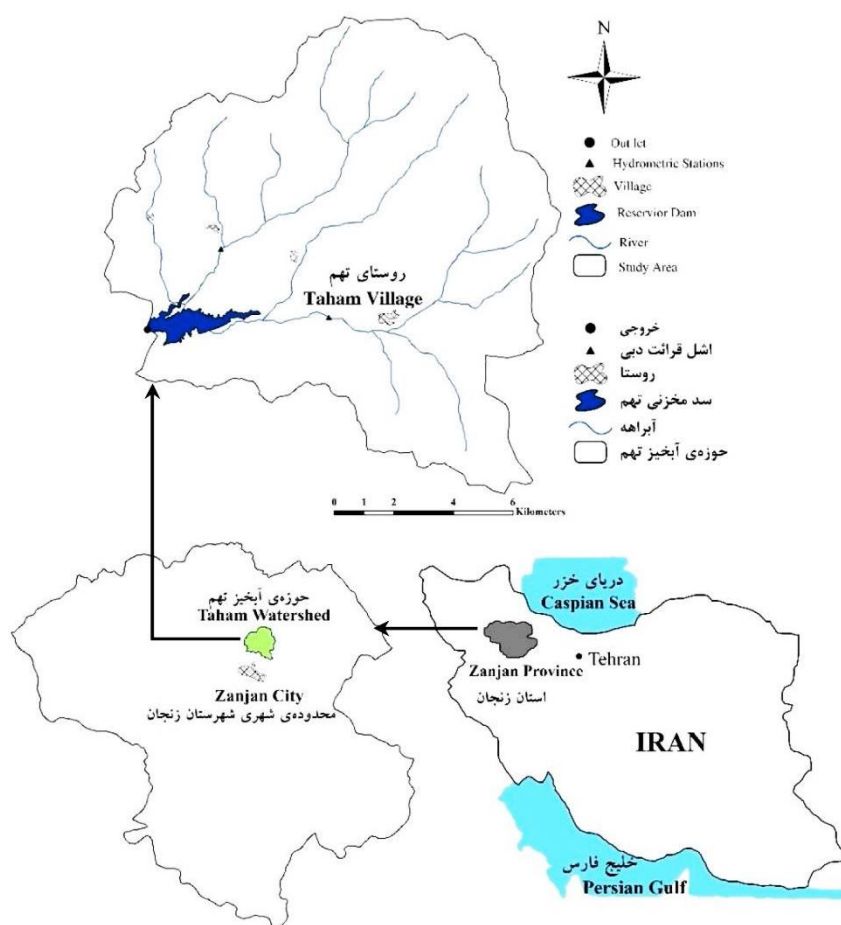 N
Out let
Hydrometric Stations
Village
Reservior Dam
River
Study Area
روستای تهم
Taham Village
خروجی
اشل قرائت دبی
روستا
سد مخزنی تهم
آبراهه
حوزه‌ی آبخیز تهم
0 1 2 4 6
Kilometers
حوزه‌ی آبخیز تهم
Taham Watershed
Zanjan City
محدوده‌ی شهری شهرستان زنجان
دریای خزر
Caspian Sea
Tehran
Zanjan Province
استان زنجان
IRAN
خلیج فارس
Persian Gulf